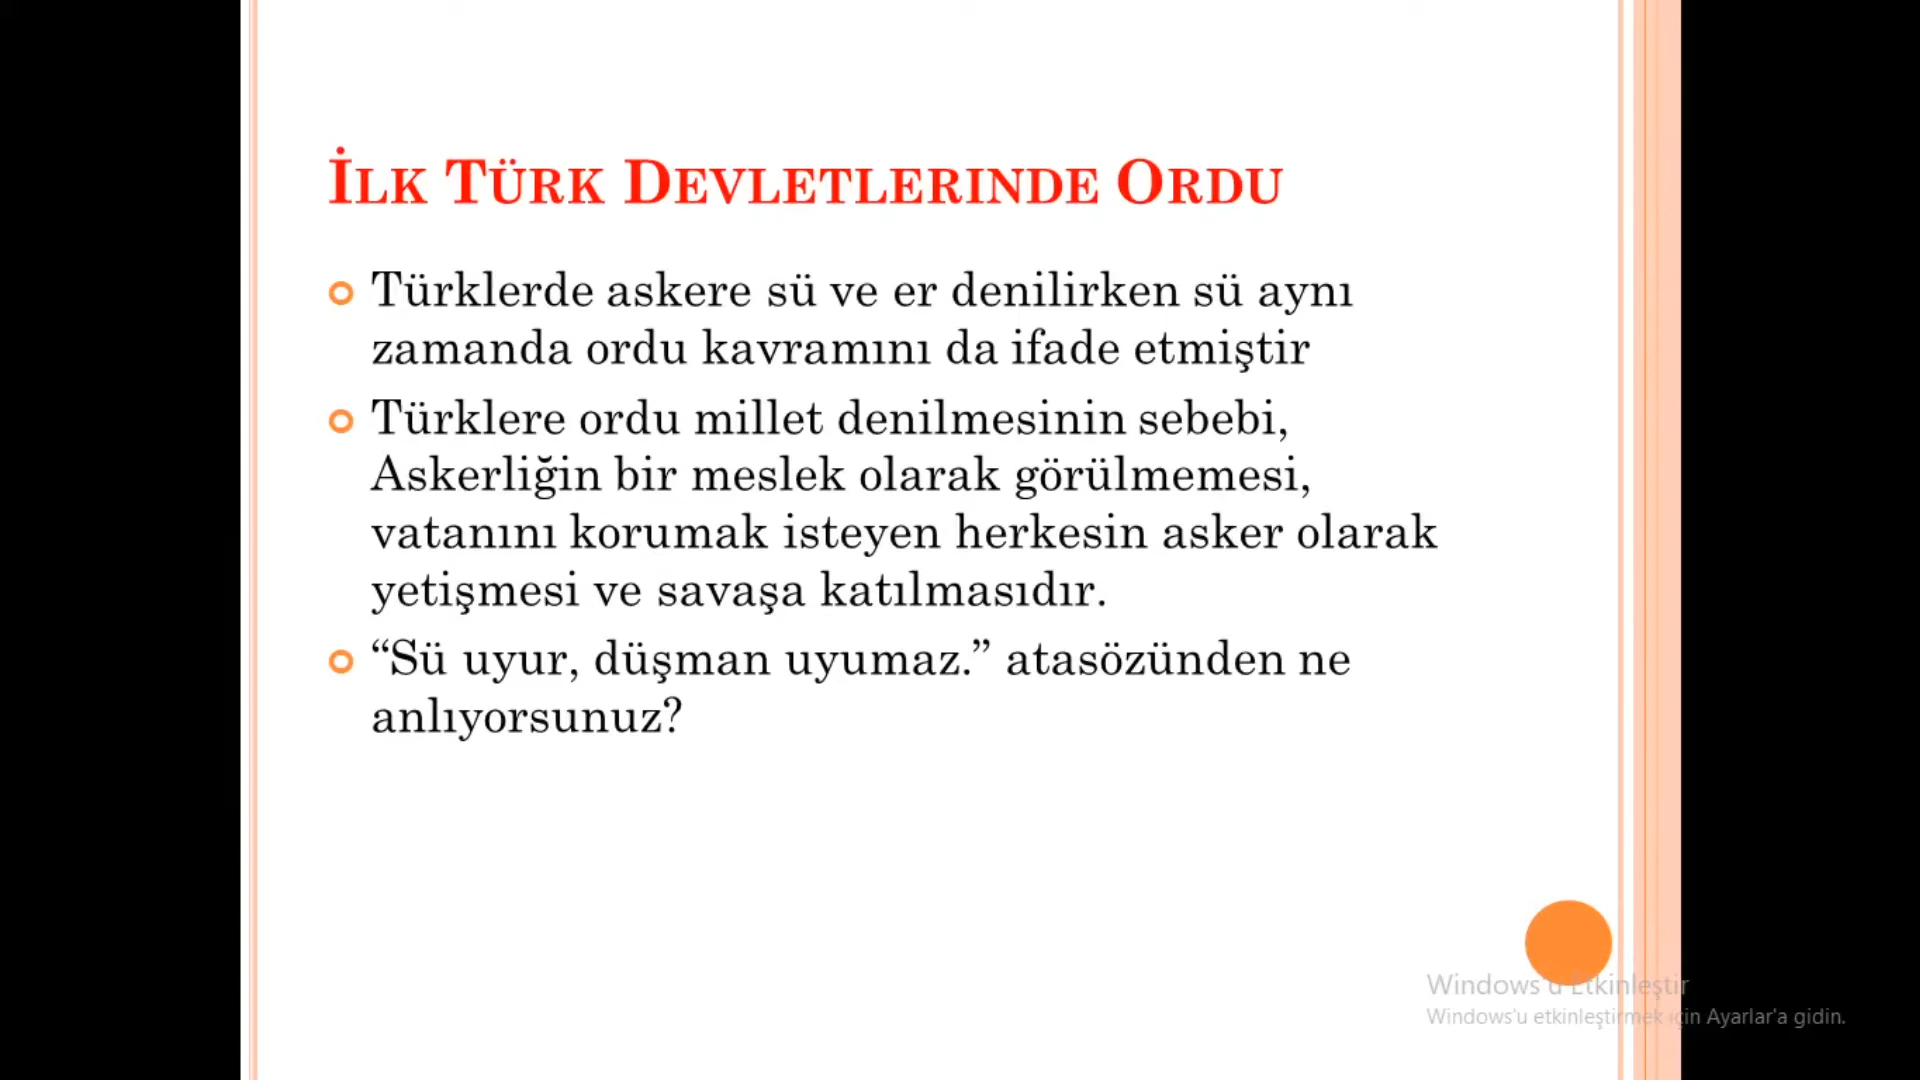 İLK TÜRK DEVLETLERINDE ORDU
Türklerde askere sü ve er denilirken sü aynı
zamanda ordu kavramını da ifade etmiştir
Türklere ordu millet denilmesinin sebebi,
Askerliğin bir meslek olarak görülmemesi,
vatanını korumak isteyen herkesin asker olarak
yetişmesi ve savaşa katılmasıdır.
“Sü uyur, düşman uyumaz.” atasözünden ne
anlıyorsunuz?
Windows'u Etkinleştir
Windows'u etkinleştirmek için Ayarlar'a gidin.